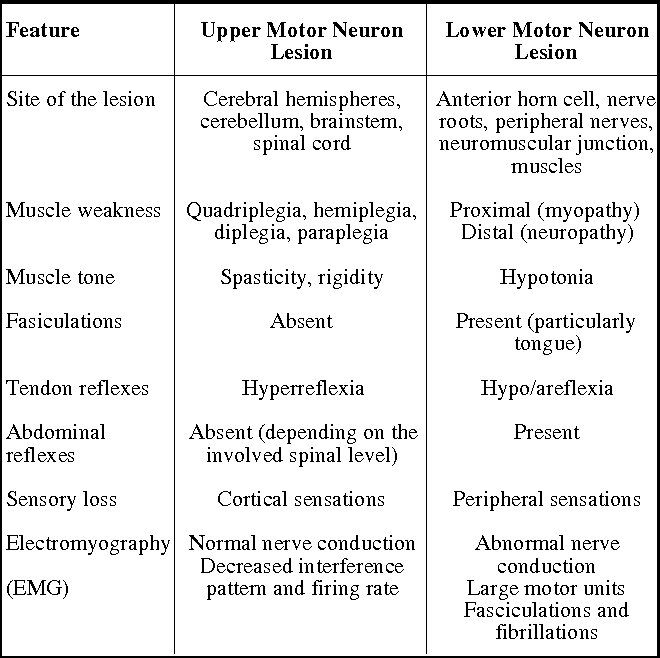 Feature
Upper Motor Neuron
Lesion
Lower Motor Neuron
Lesion
Site of the lesion
Cerebral hemispheres,
cerebellum, brainstem,
spinal cord
Anterior horn cell, nerve
roots, peripheral nerves,
neuromuscular junction,
muscles
Muscle weakness
Quadriplegia, hemiplegia,
diplegia, paraplegia
Proximal (myopathy)
Distal (neuropathy)
Muscle tone
Spasticity, rigidity
Hypotonia
Fasiculations
Absent
Present (particularly
tongue)
Tendon reflexes
Hyperreflexia
Hypo/areflexia
Abdominal
reflexes
Absent (depending on the
involved spinal level)
Present
Sensory loss
Cortical sensations
Peripheral sensations
Electromyography
(EMG)
Normal nerve conduction
Decreased interference
pattern and firing rate
Abnormal nerve
conduction
Large motor units
Fasciculations and
fibrillations